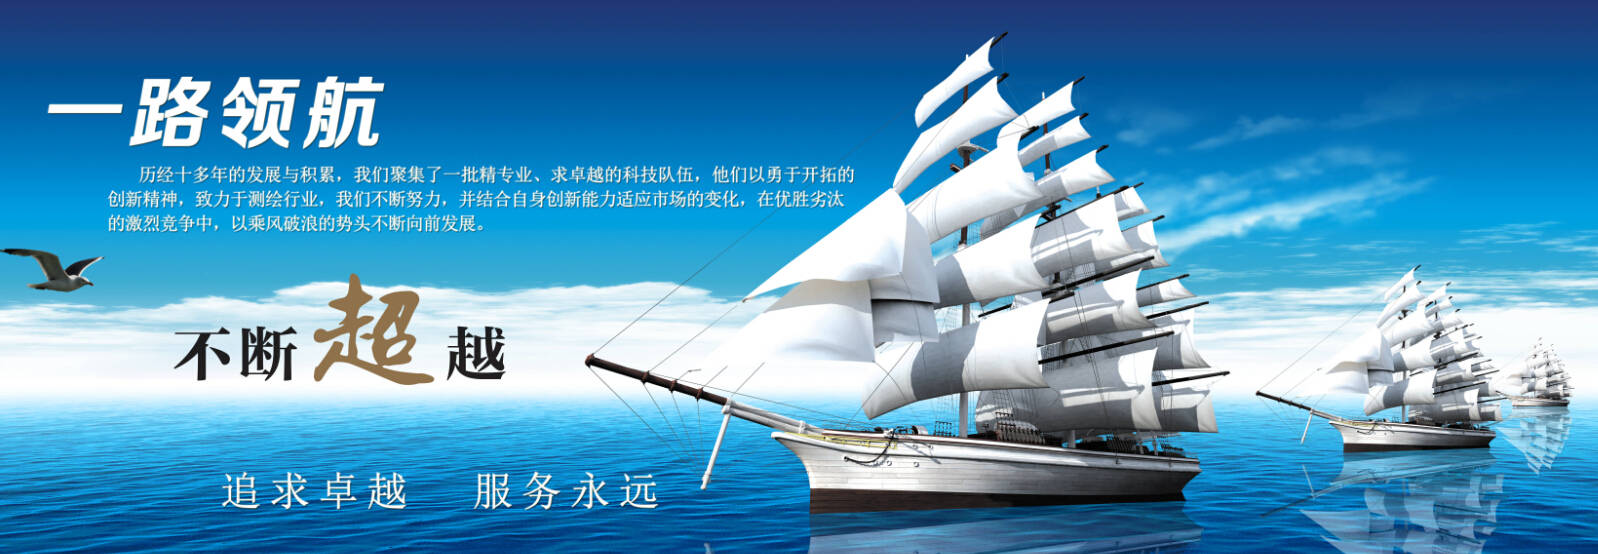 一路领航
历经十多年的发展与积累，我们聚集了一批精专业、求卓越的科技队伍，他们以勇于开拓的
创新精神，致力于测绘行业，我们不断努力，并结合自身创新能力适应市场的变化，在优胜劣汰
的激烈竞争中，以乘风破浪的势头不断向前发展。
不断超越
追求卓越 服务永远